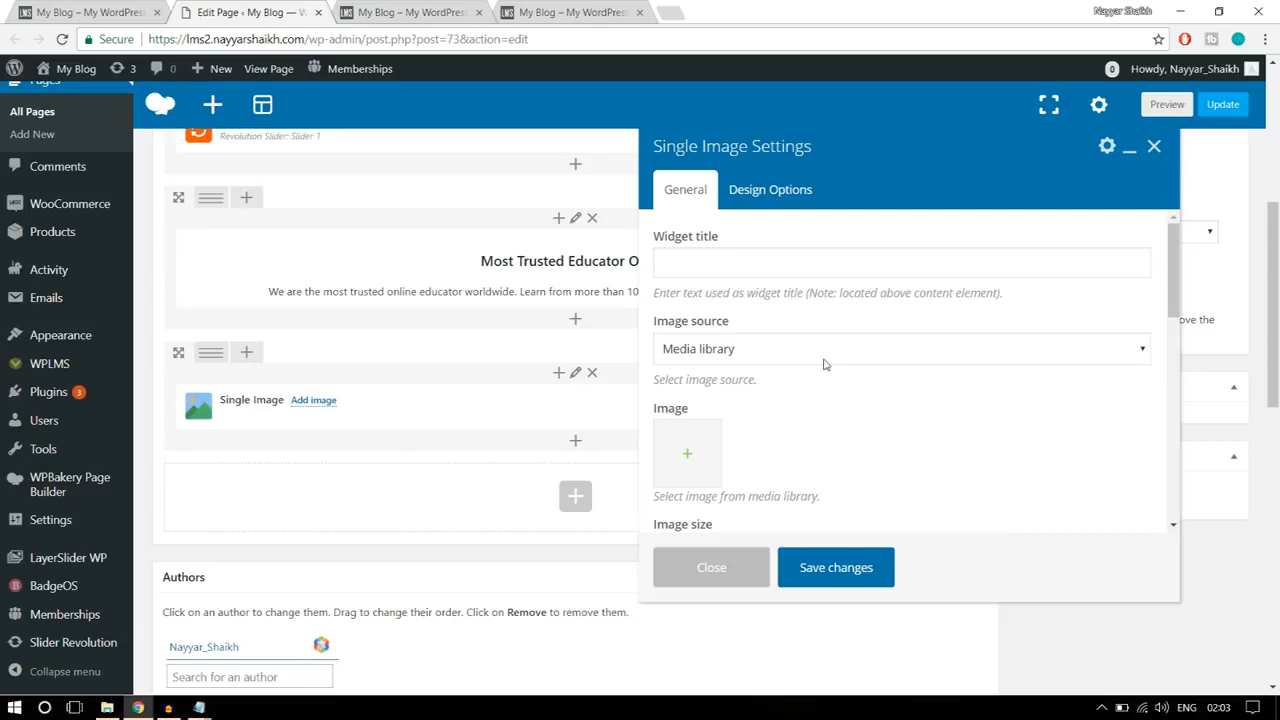 My Blog – My WordPress
Edit Page ‹ My Blog — W
My Blog – My WordPress
My Blog – My WordPress
Nayyar Shaikh
Secure
https://lms2.nayyarshaikh.com/wp-admin/post.php?post=73&action=edit
My Blog
3
0
New
View Page
Memberships
0
Howdy, Nayyar_Shaikh
Pages
All Pages
Add New
Comments
WooCommerce
Products
Activity
Emails
Appearance
WPLMS
Plugins 3
Users
Tools
WPBakery Page
Builder
Settings
LayerSlider WP
BadgeOS
Memberships
Slider Revolution
Collapse menu
Preview
Update
Revolution Slider: Slider 1
Most Trusted Educator O
We are the most trusted online educator worldwide. Learn from more than 10
Single Image Add image
Authors
Click on an author to change them. Drag to change their order. Click on Remove to remove them.
Nayyar_Shaikh
Search for an author
Single Image Settings
General
Design Options
Widget title
Enter text used as widget title (Note: located above content element).
Image source
Media library
Select image source.
Image
Select image from media library.
Image size
Close
Save changes
ove the
ENG
02:03